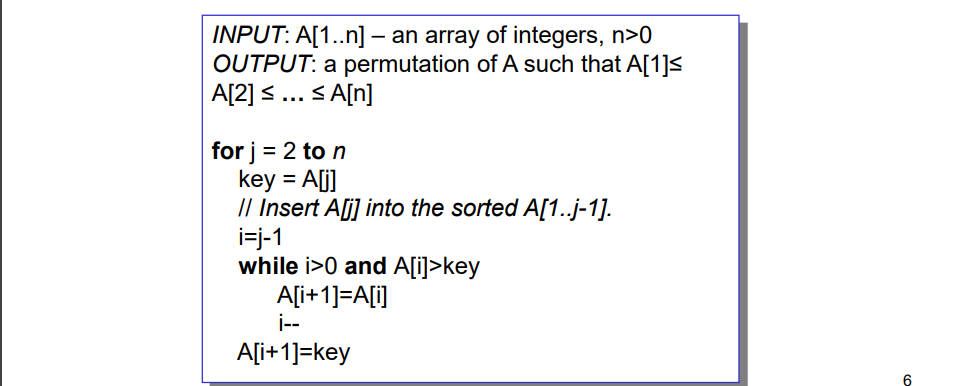 INPUT: A[1..n] – an array of integers, n>0
OUTPUT: a permutation of A such that A[1]≤
A[2] ≤ … ≤ A[n]
for j = 2 to n
key = A[j]
// Insert A[j] into the sorted A[1..j-1].
i=j-1
while i>0 and A[i]>key
A[i+1]=A[i]
i--
A[i+1]=key
6